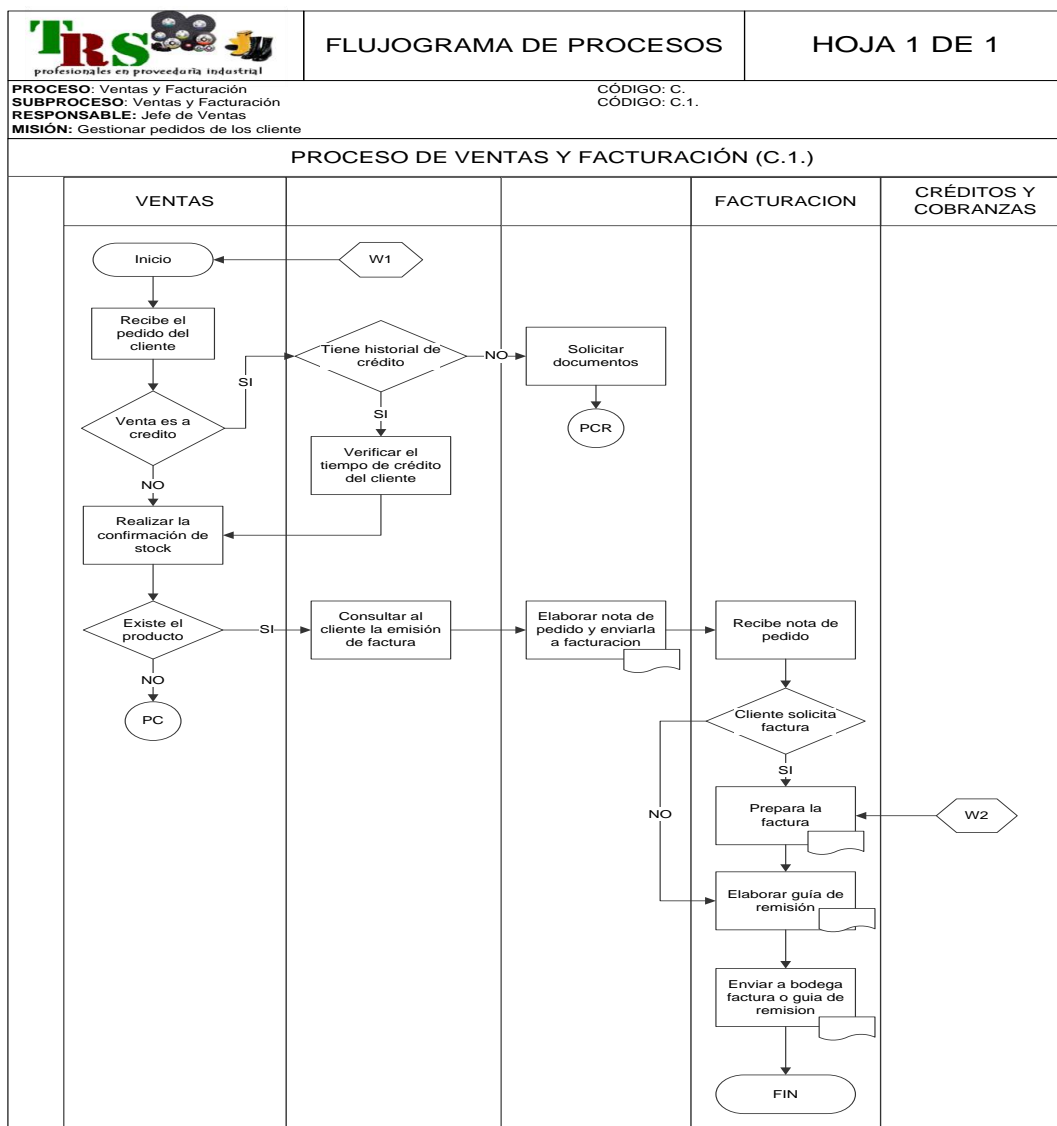 TRS
profesionales en proveeduría industrial
FLUJOGRAMA DE PROCESOS
HOJA 1 DE 1
PROCESO: Ventas y Facturación
CÓDIGO: C.
SUBPROCESO: Ventas y Facturación
CÓDIGO: C.1.
RESPONSABLE: Jefe de Ventas
MISIÓN: Gestionar pedidos de los cliente
PROCESO DE VENTAS Y FACTURACIÓN (C.1.)
VENTAS
FACTURACION
CRÉDITOS Y
COBRANZAS
Inicio
W1
Recibe el
pedido del
cliente
Tiene historial de
crédito
NO
Solicitar
documentos
SI
Venta es a
credito
SI
PCR
Verificar el
tiempo de crédito
del cliente
NO
Realizar la
confirmación de
stock
Existe el
producto
SI
Consultar al
cliente la emisión
de factura
Elaborar nota de
pedido y enviarla
a facturacion
Recibe nota de
pedido
NO
PC
Cliente solicita
factura
SI
NO
Prepara la
factura
W2
Elaborar guía de
remisión
Enviar a bodega
factura o guia de
remision
FIN